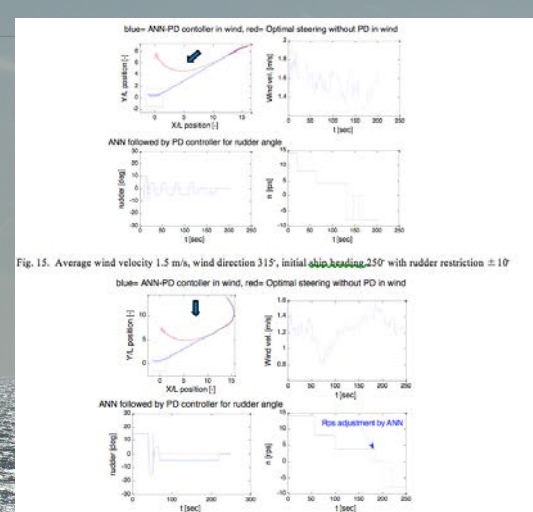 blue= ANN-PD contoller in wind, red= Optimal steering without PD in wind
Y/L position [-]
X/L position [-]
Wind vel. [m/s]
t [sec]
ANN followed by PD controller for rudder angle
rudder [deg]
t [sec]
n [rps]
t [sec]
Fig. 15. Average wind velocity 1.5 m/s, wind direction 315°, initial ship heading 250° with rudder restriction ±10°
blue= ANN-PD contoller in wind, red= Optimal steering without PD in wind
Y/L position [-]
X/L position [-]
Wind vel. [m/s]
t [sec]
ANN followed by PD controller for rudder angle
rudder [deg]
t [sec]
n [rps]
Rps adjustment by ANN
t [sec]